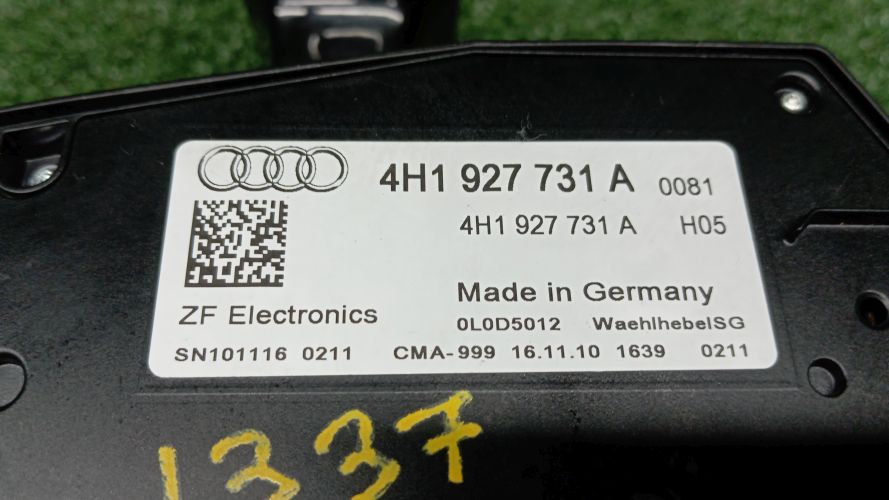 4H1 927 731 A 0081
4H1 927 731 A H05
Made in Germany
ZF Electronics
0L0D5012 WaehlhebelSG
SN101116 0211 CMA-999 16.11.10 1639 0211
1337